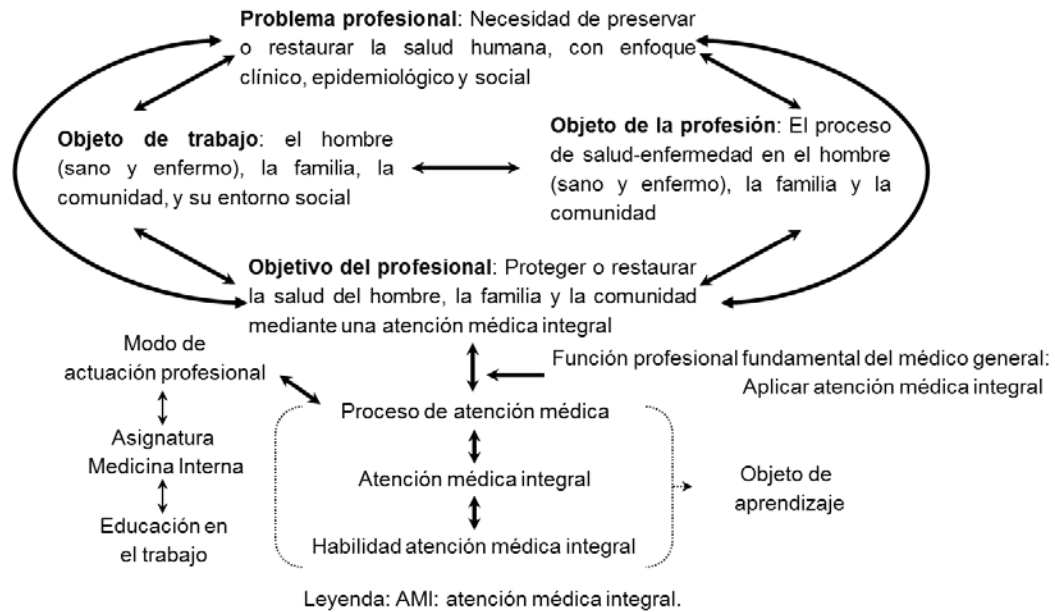 Problema profesional: Necesidad de preservar
o restaurar la salud humana, con enfoque
clínico, epidemiológico y social
Objeto de trabajo: el hombre
(sano y enfermo), la familia, la
comunidad, y su entorno social
Objeto de la profesión: El proceso
de salud-enfermedad en el hombre
(sano y enfermo), la familia y la
comunidad
Objetivo del profesional: Proteger o restaurar
la salud del hombre, la familia y la comunidad
mediante una atención médica integral
Modo de
actuación profesional
Función profesional fundamental del médico general:
Aplicar atención médica integral
Proceso de atención médica
Asignatura
Medicina Interna
Atención médica integral
Objeto de
aprendizaje
Educación en
el trabajo
Habilidad atención médica integral
Leyenda: AMI: atención médica integral.